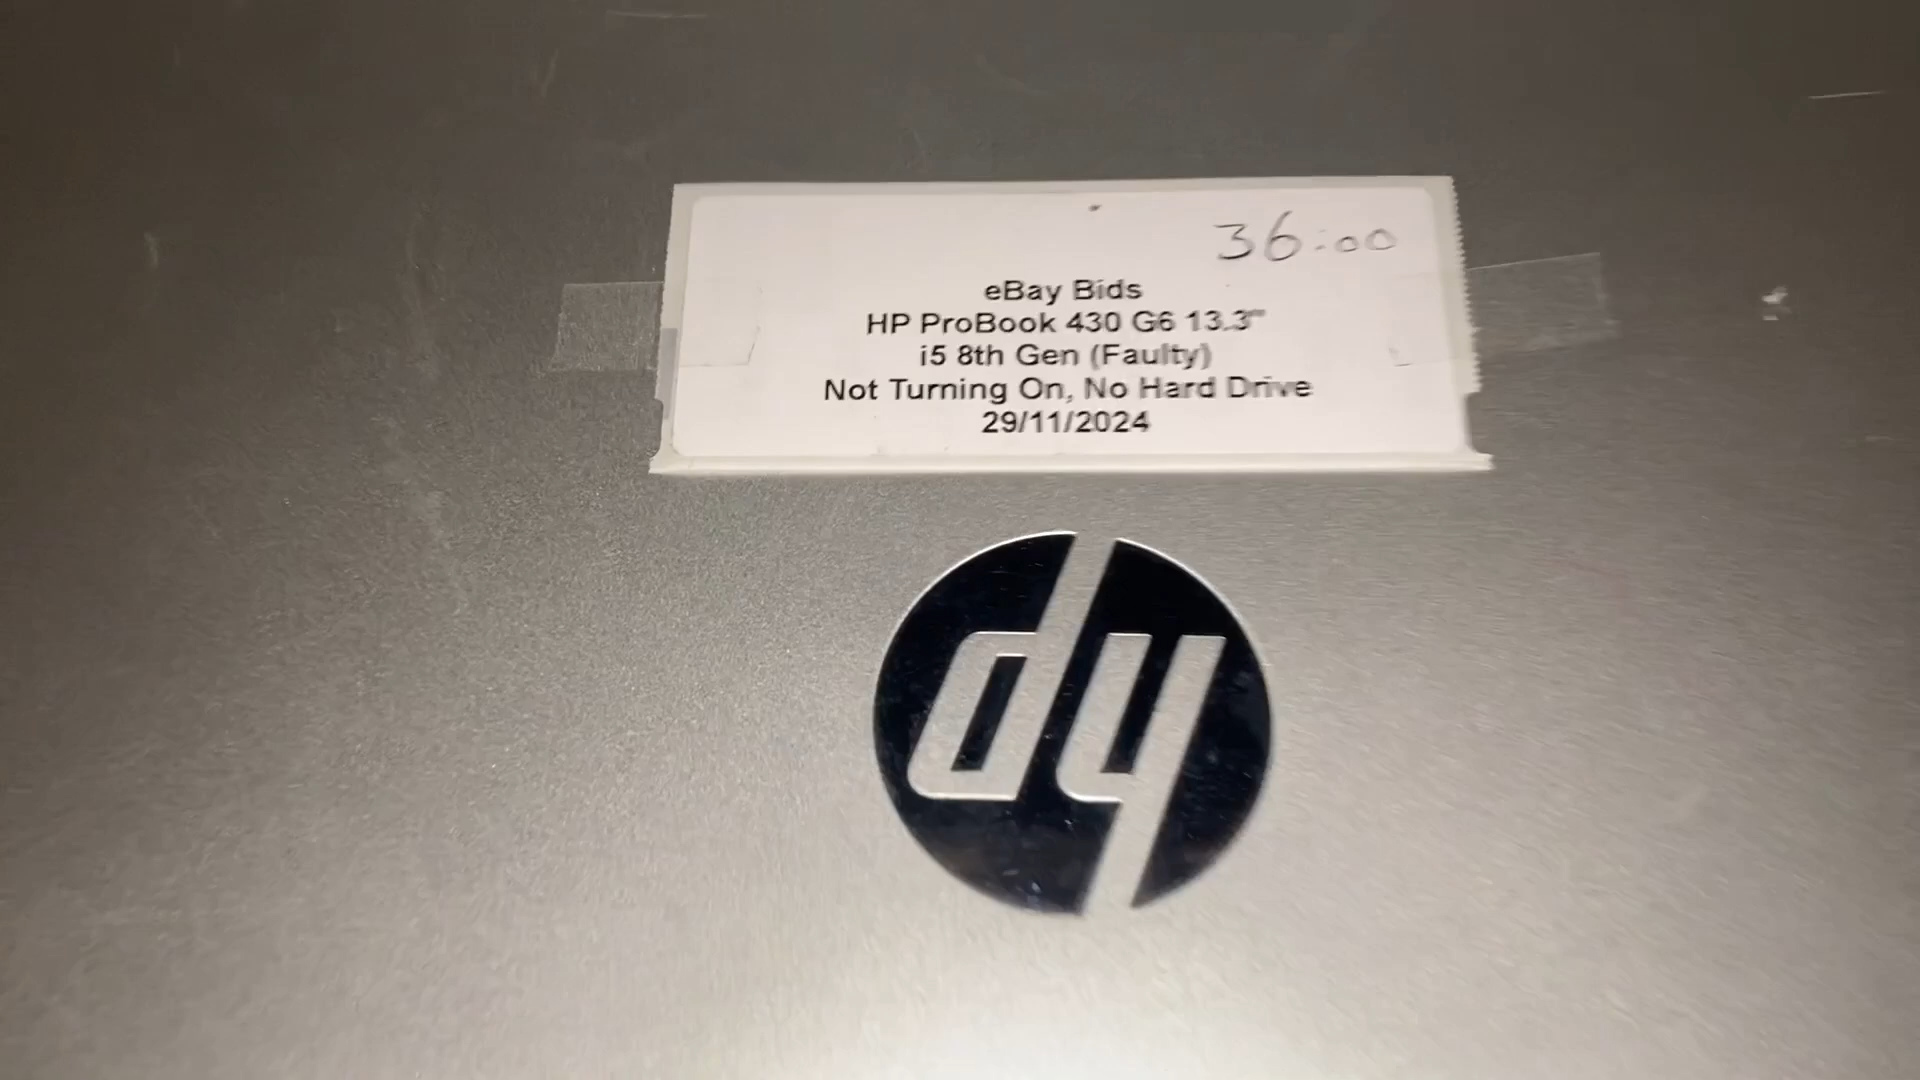 36:00
eBay Bids
HP ProBook 430 G6 13.3"
i5 8th Gen (Faulty)
Not Turning On, No Hard Drive
29/11/2024
hp